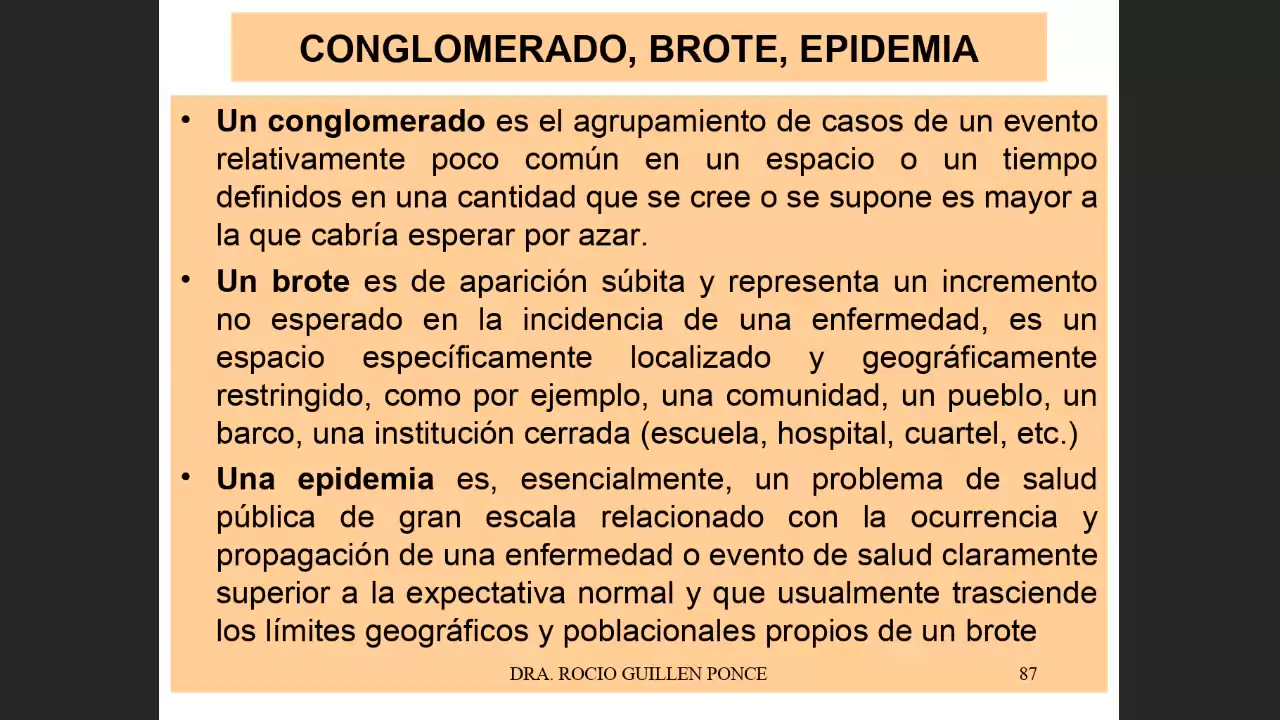 CONGLOMERADO, BROTE, EPIDEMIA
• Un conglomerado es el agrupamiento de casos de un evento
relativamente poco común en un espacio o un tiempo
definidos en una cantidad que se cree o se supone es mayor a
la que cabría esperar por azar.
• Un brote es de aparición súbita y representa un incremento
no esperado en la incidencia de una enfermedad, es un
espacio específicamente localizado y geográficamente
restringido, como por ejemplo, una comunidad, un pueblo, un
barco, una institución cerrada (escuela, hospital, cuartel, etc.)
• Una epidemia es, esencialmente, un problema de salud
pública de gran escala relacionado con la ocurrencia y
propagación de una enfermedad o evento de salud claramente
superior a la expectativa normal y que usualmente trasciende
los límites geográficos y poblacionales propios de un brote
DRA. ROCIO GUILLEN PONCE 87